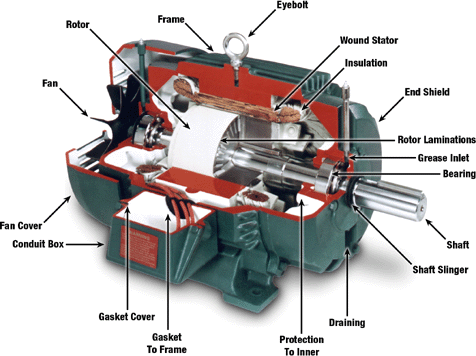 Eyebolt
Frame
Rotor
Wound Stator
Insulation
Fan
End Shield
Rotor Laminations
Grease Inlet
Bearing
Fan Cover
Conduit Box
Shaft
Shaft Slinger
Gasket Cover
Draining
Gasket
To Frame
Protection
To Inner